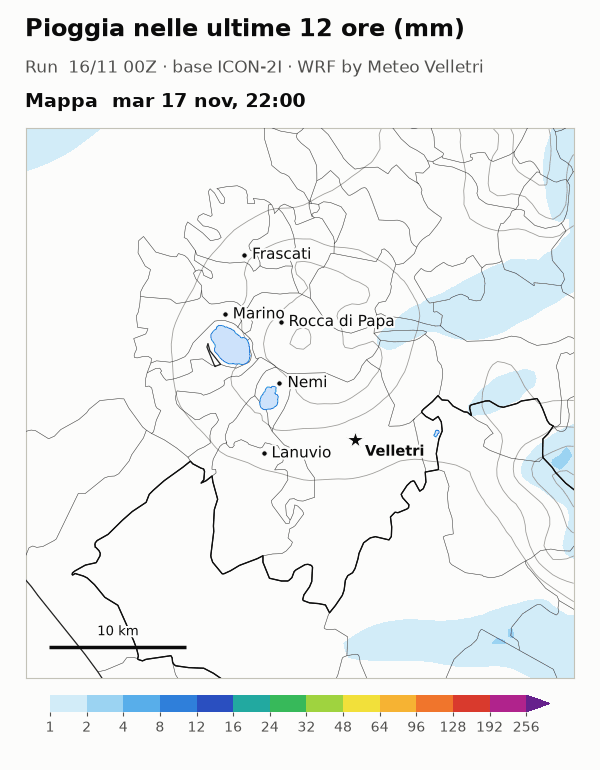 Pioggia nelle ultime 12 ore (mm)
Run  16/11 00Z · base ICON-2I · WRF by Meteo Velletri
Mappa  mar 17 nov, 22:00
Frascati
Marino
Rocca di Papa
Nemi
Velletri
Lanuvio
10 km
1 2 4 8 12 16 24 32 48 64 96 128 192 256